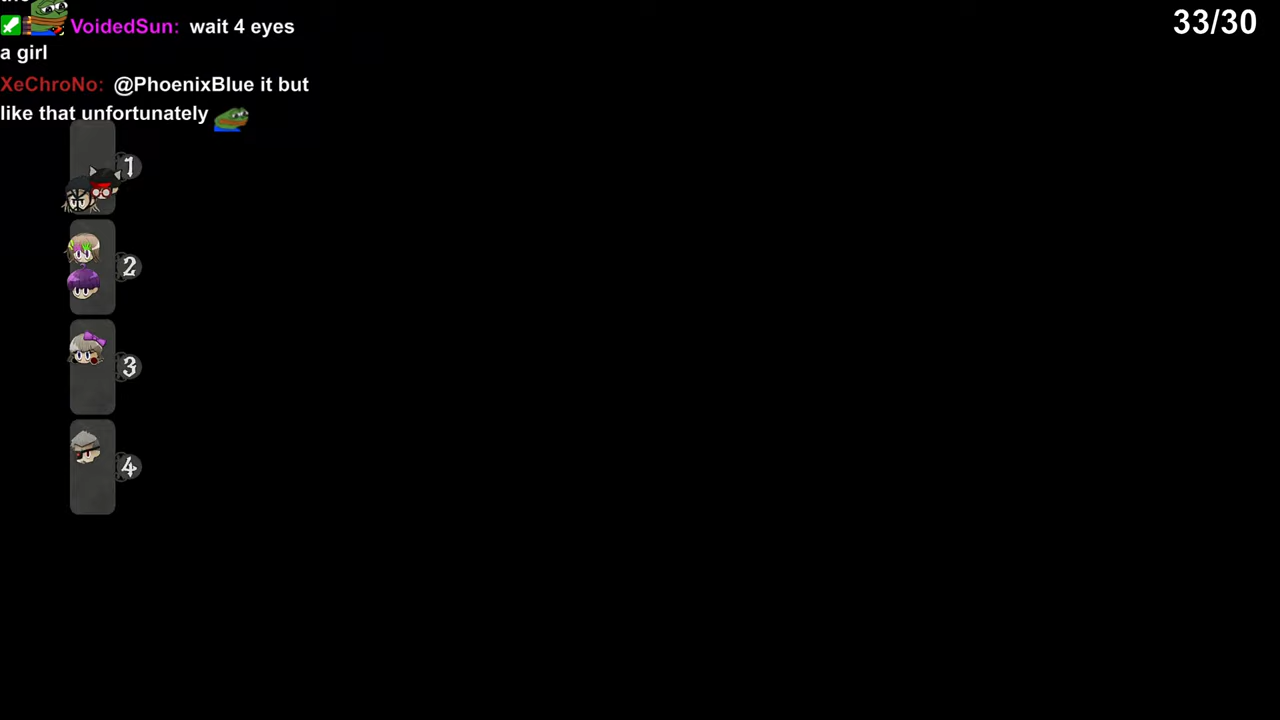 VoidedSun: wait 4 eyes
a girl
XeChroNo: @PhoenixBlue it but
like that unfortunately
33/30
1
2
3
4